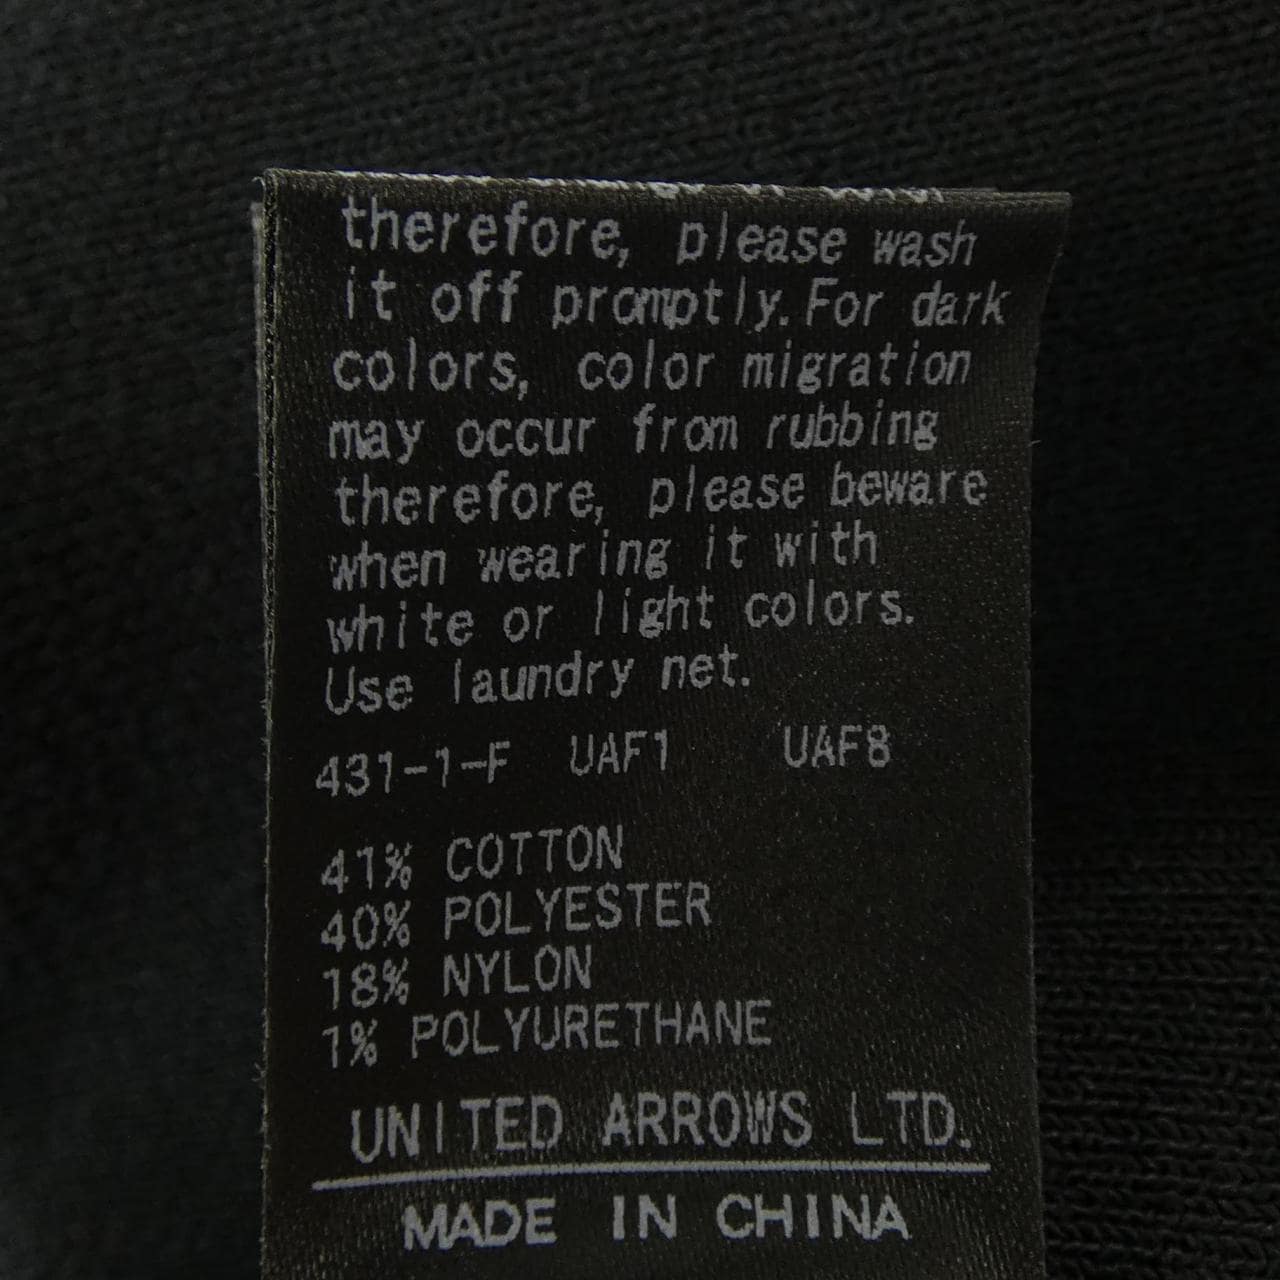 therefore, please wash
it off promptly. For dark
colors, color migration
may occur from rubbing
therefore, please beware
when wearing it with
white or light colors.
Use laundry net.
431-1-F UAF1 UAF8
41% COTTON
40% POLYESTER
18% NYLON
1% POLYURETHANE
UNITED ARROWS LTD.
MADE IN CHINA